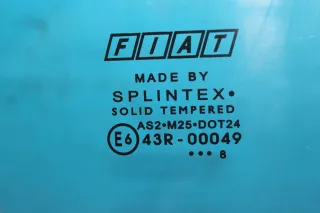 FIAT
MADE BY
SPLINTEX•
SOLID TEMPERED
AS2•M25•DOT24
E6 43R-00049
••• 8